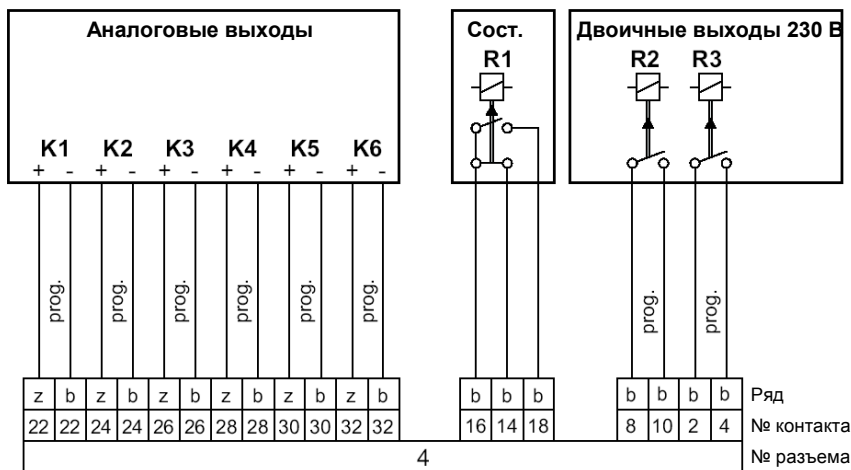 Аналоговые выходы
Сост.
Двоичные выходы 230 В
R1
R2 R3
K1 K2 K3 K4 K5 K6
+ - + - + - + - + - + -
prog. prog. prog. prog. prog. prog. prog. prog.
z b z b z b z b z b z b b b b b b b b Ряд
22 22 24 24 26 26 28 28 30 30 32 32 16 14 18 8 10 2 4 № контакта
4 № разъема